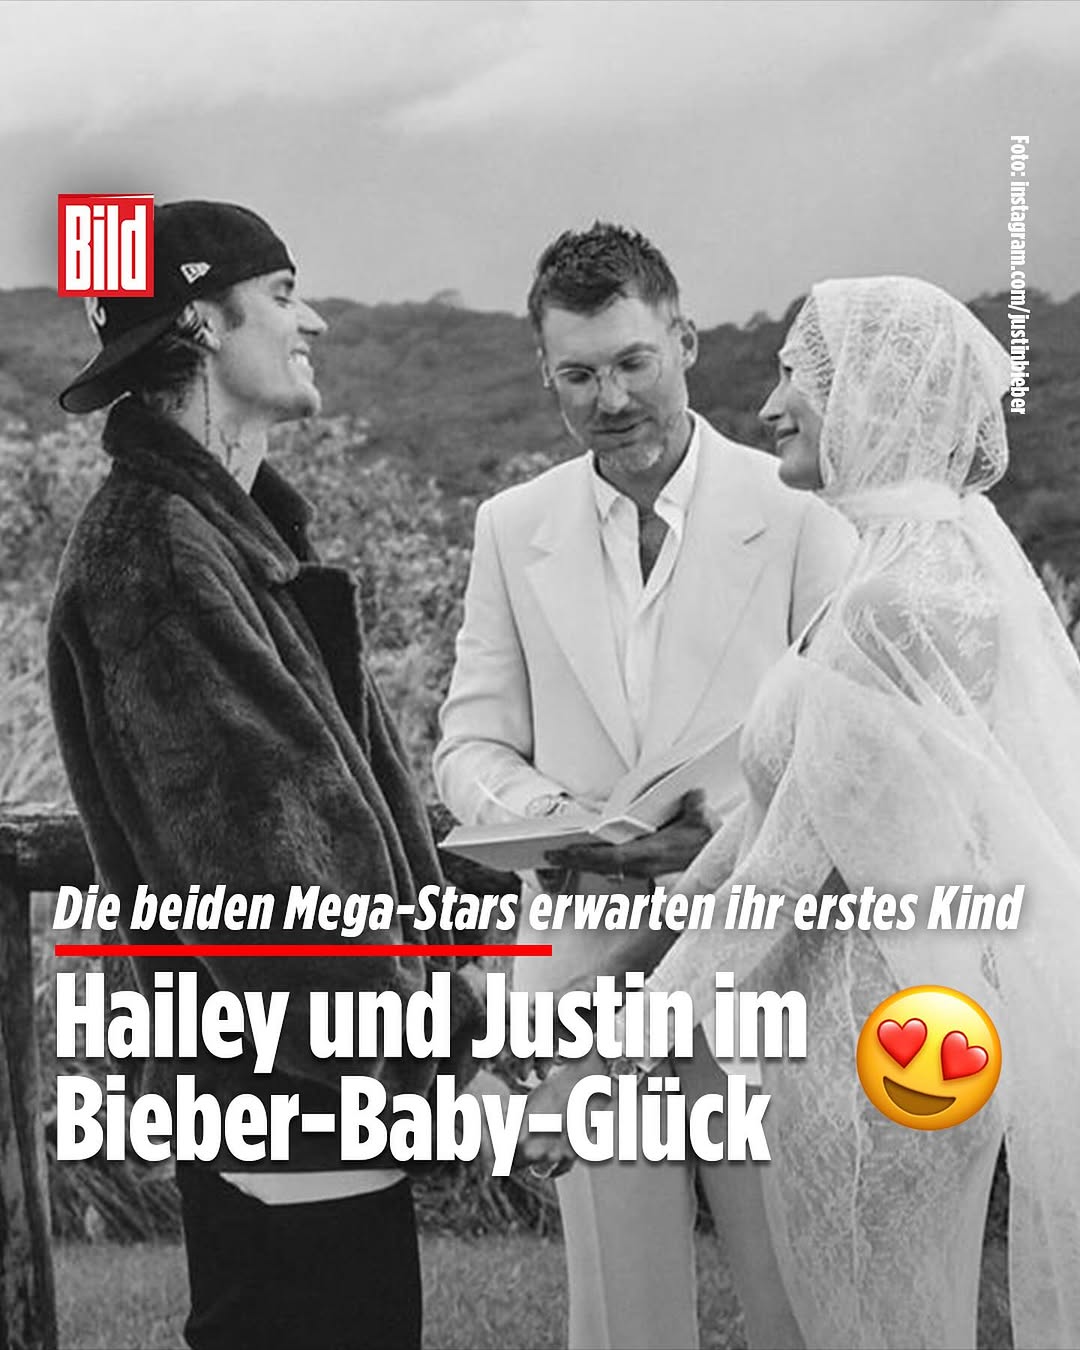 Bild
Foto: instagram.com/justinbieber
Die beiden Mega-Stars erwarten ihr erstes Kind
Hailey und Justin im
Bieber-Baby-Glück